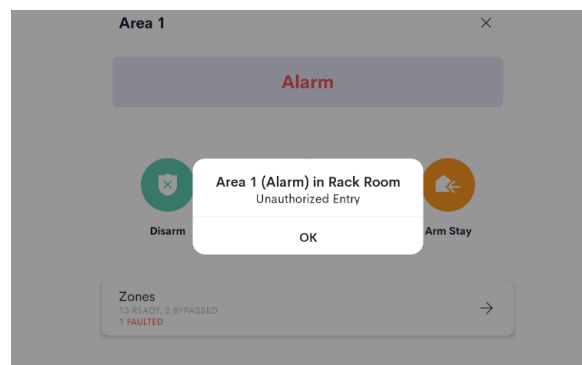 Area 1
Alarm
Area 1 (Alarm) in Rack Room
Unauthorized Entry
OK
Disarm
Arm Stay
Zones
13 READY, 2 BYPASSED
1 FAULTED